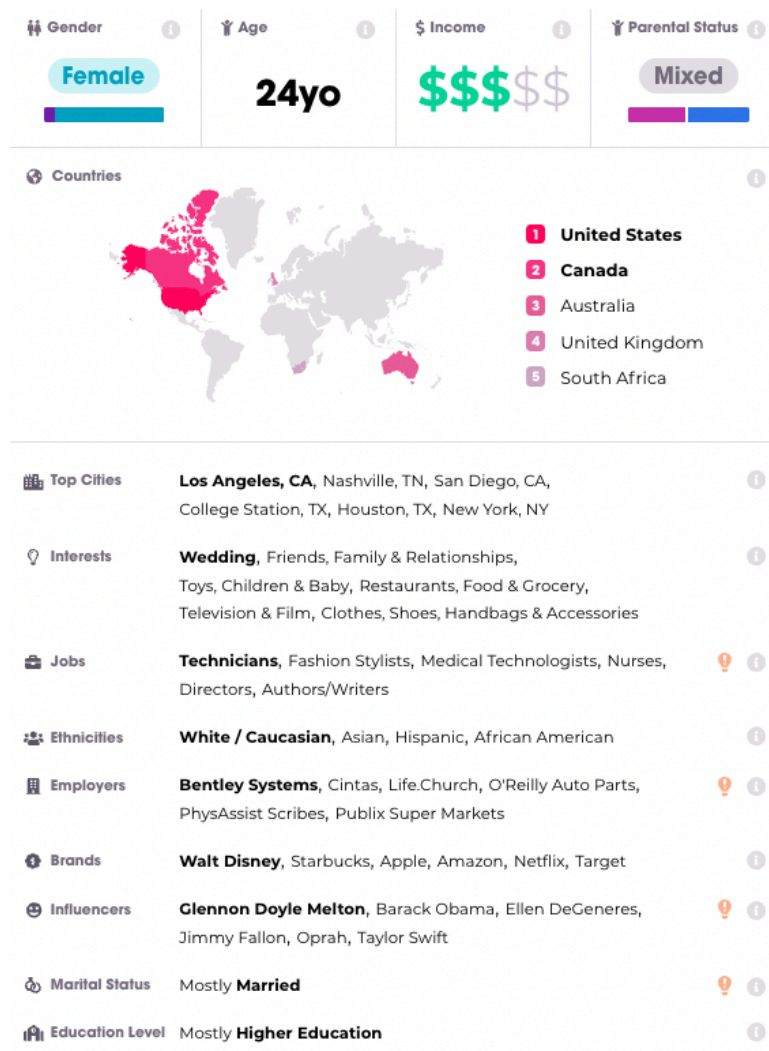 Gender
Age
$ Income
Parental Status
Female
24yo
$$$$$
Mixed
Countries
1 United States
2 Canada
3 Australia
4 United Kingdom
5 South Africa
Top Cities
Los Angeles, CA, Nashville, TN, San Diego, CA,
College Station, TX, Houston, TX, New York, NY
Interests
Wedding, Friends, Family & Relationships,
Toys, Children & Baby, Restaurants, Food & Grocery,
Television & Film, Clothes, Shoes, Handbags & Accessories
Jobs
Technicians, Fashion Stylists, Medical Technologists, Nurses,
Directors, Authors/Writers
Ethnicities
White / Caucasian, Asian, Hispanic, African American
Employers
Bentley Systems, Cintas, Life.Church, O'Reilly Auto Parts,
PhysAssist Scribes, Publix Super Markets
Brands
Walt Disney, Starbucks, Apple, Amazon, Netflix, Target
Influencers
Glennon Doyle Melton, Barack Obama, Ellen DeGeneres,
Jimmy Fallon, Oprah, Taylor Swift
Marital Status
Mostly Married
Education Level
Mostly Higher Education